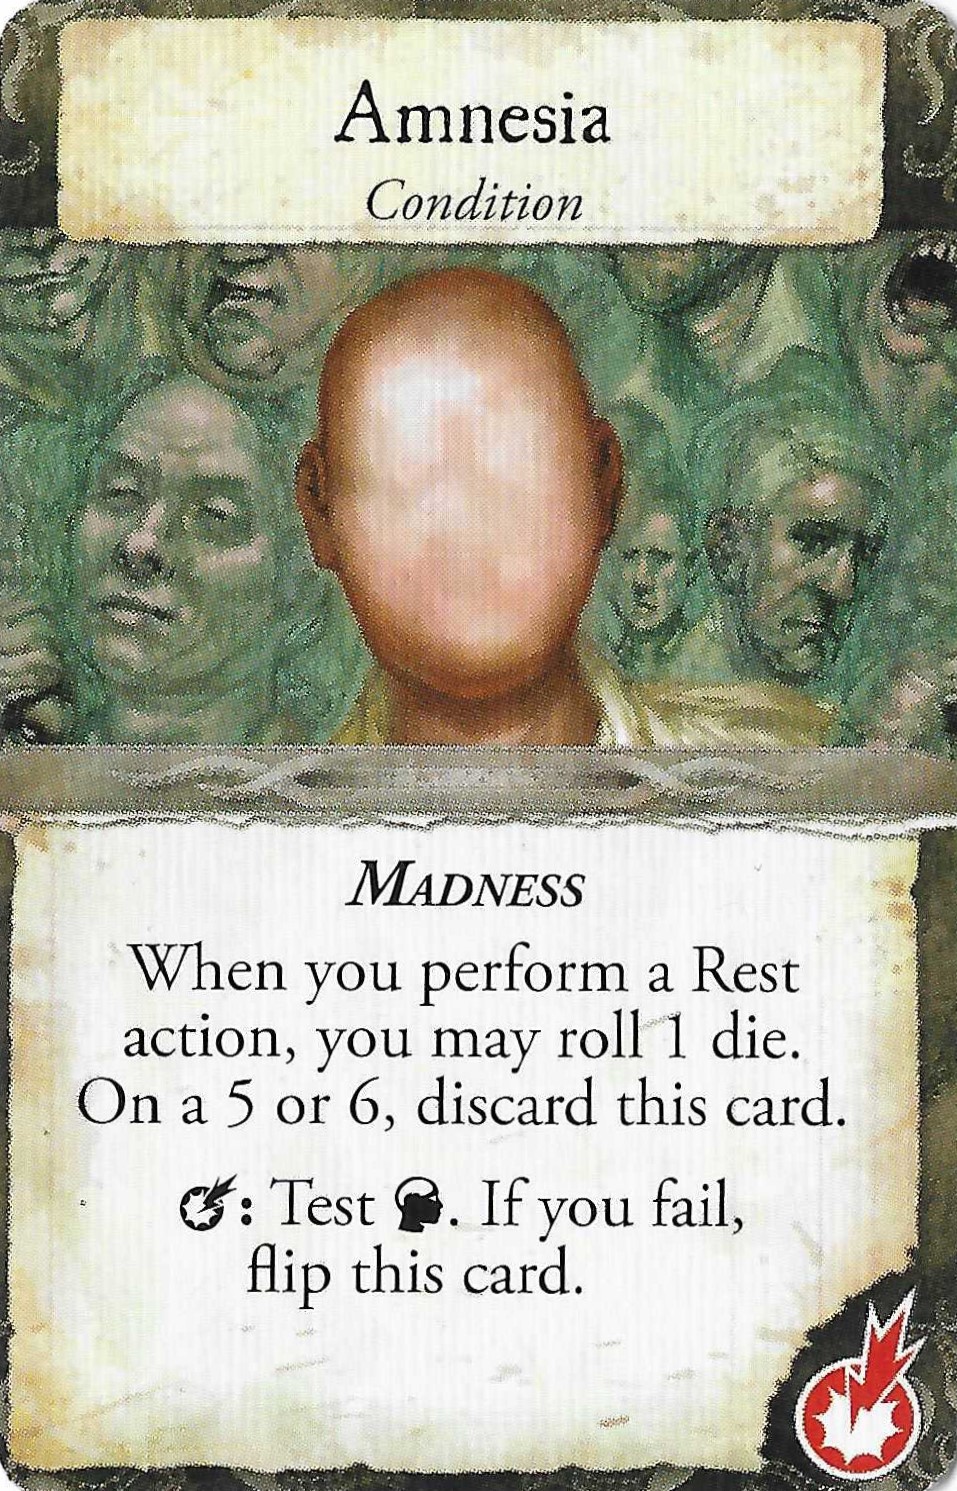 Amnesia
Condition
MADNESS
When you perform a Rest
action, you may roll 1 die.
On a 5 or 6, discard this card.
: Test . If you fail,
flip this card.